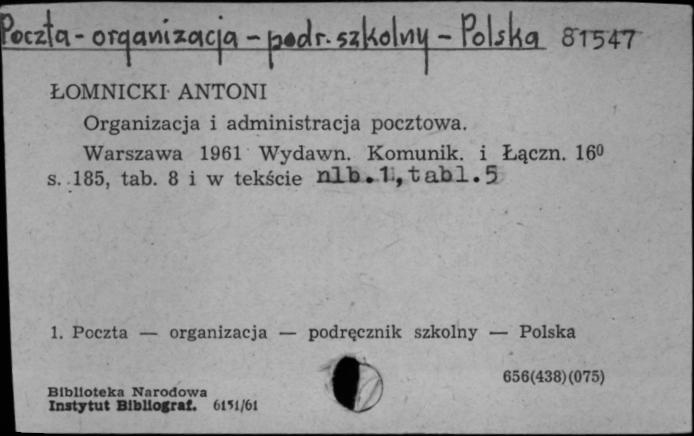 Poczta - organizacja - podr. szkolny - Polska 81547
ŁOMNICKI ANTONI
Organizacja i administracja pocztowa.
Warszawa 1961 Wydawn. Komunik. i Łączn. 16⁰
s. 185, tab. 8 i w tekście nlb.1, tabl.5
1. Poczta — organizacja — podręcznik szkolny — Polska
656(438)(075)
Biblioteka Narodowa
Instytut Bibliograf. 6151/61